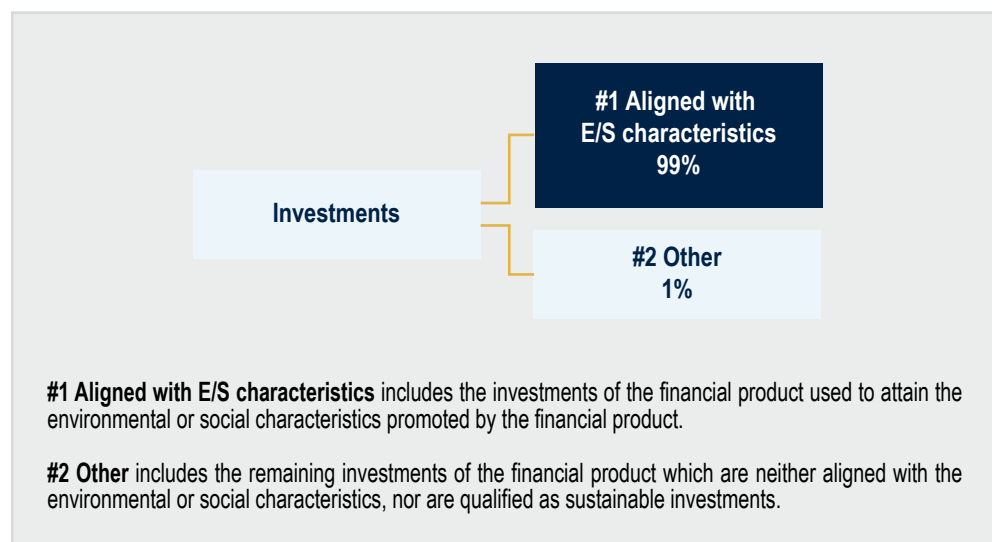 #1 Aligned with
E/S characteristics
99%
Investments
#2 Other
1%
#1 Aligned with E/S characteristics includes the investments of the financial product used to attain the
environmental or social characteristics promoted by the financial product.
#2 Other includes the remaining investments of the financial product which are neither aligned with the
environmental or social characteristics, nor are qualified as sustainable investments.